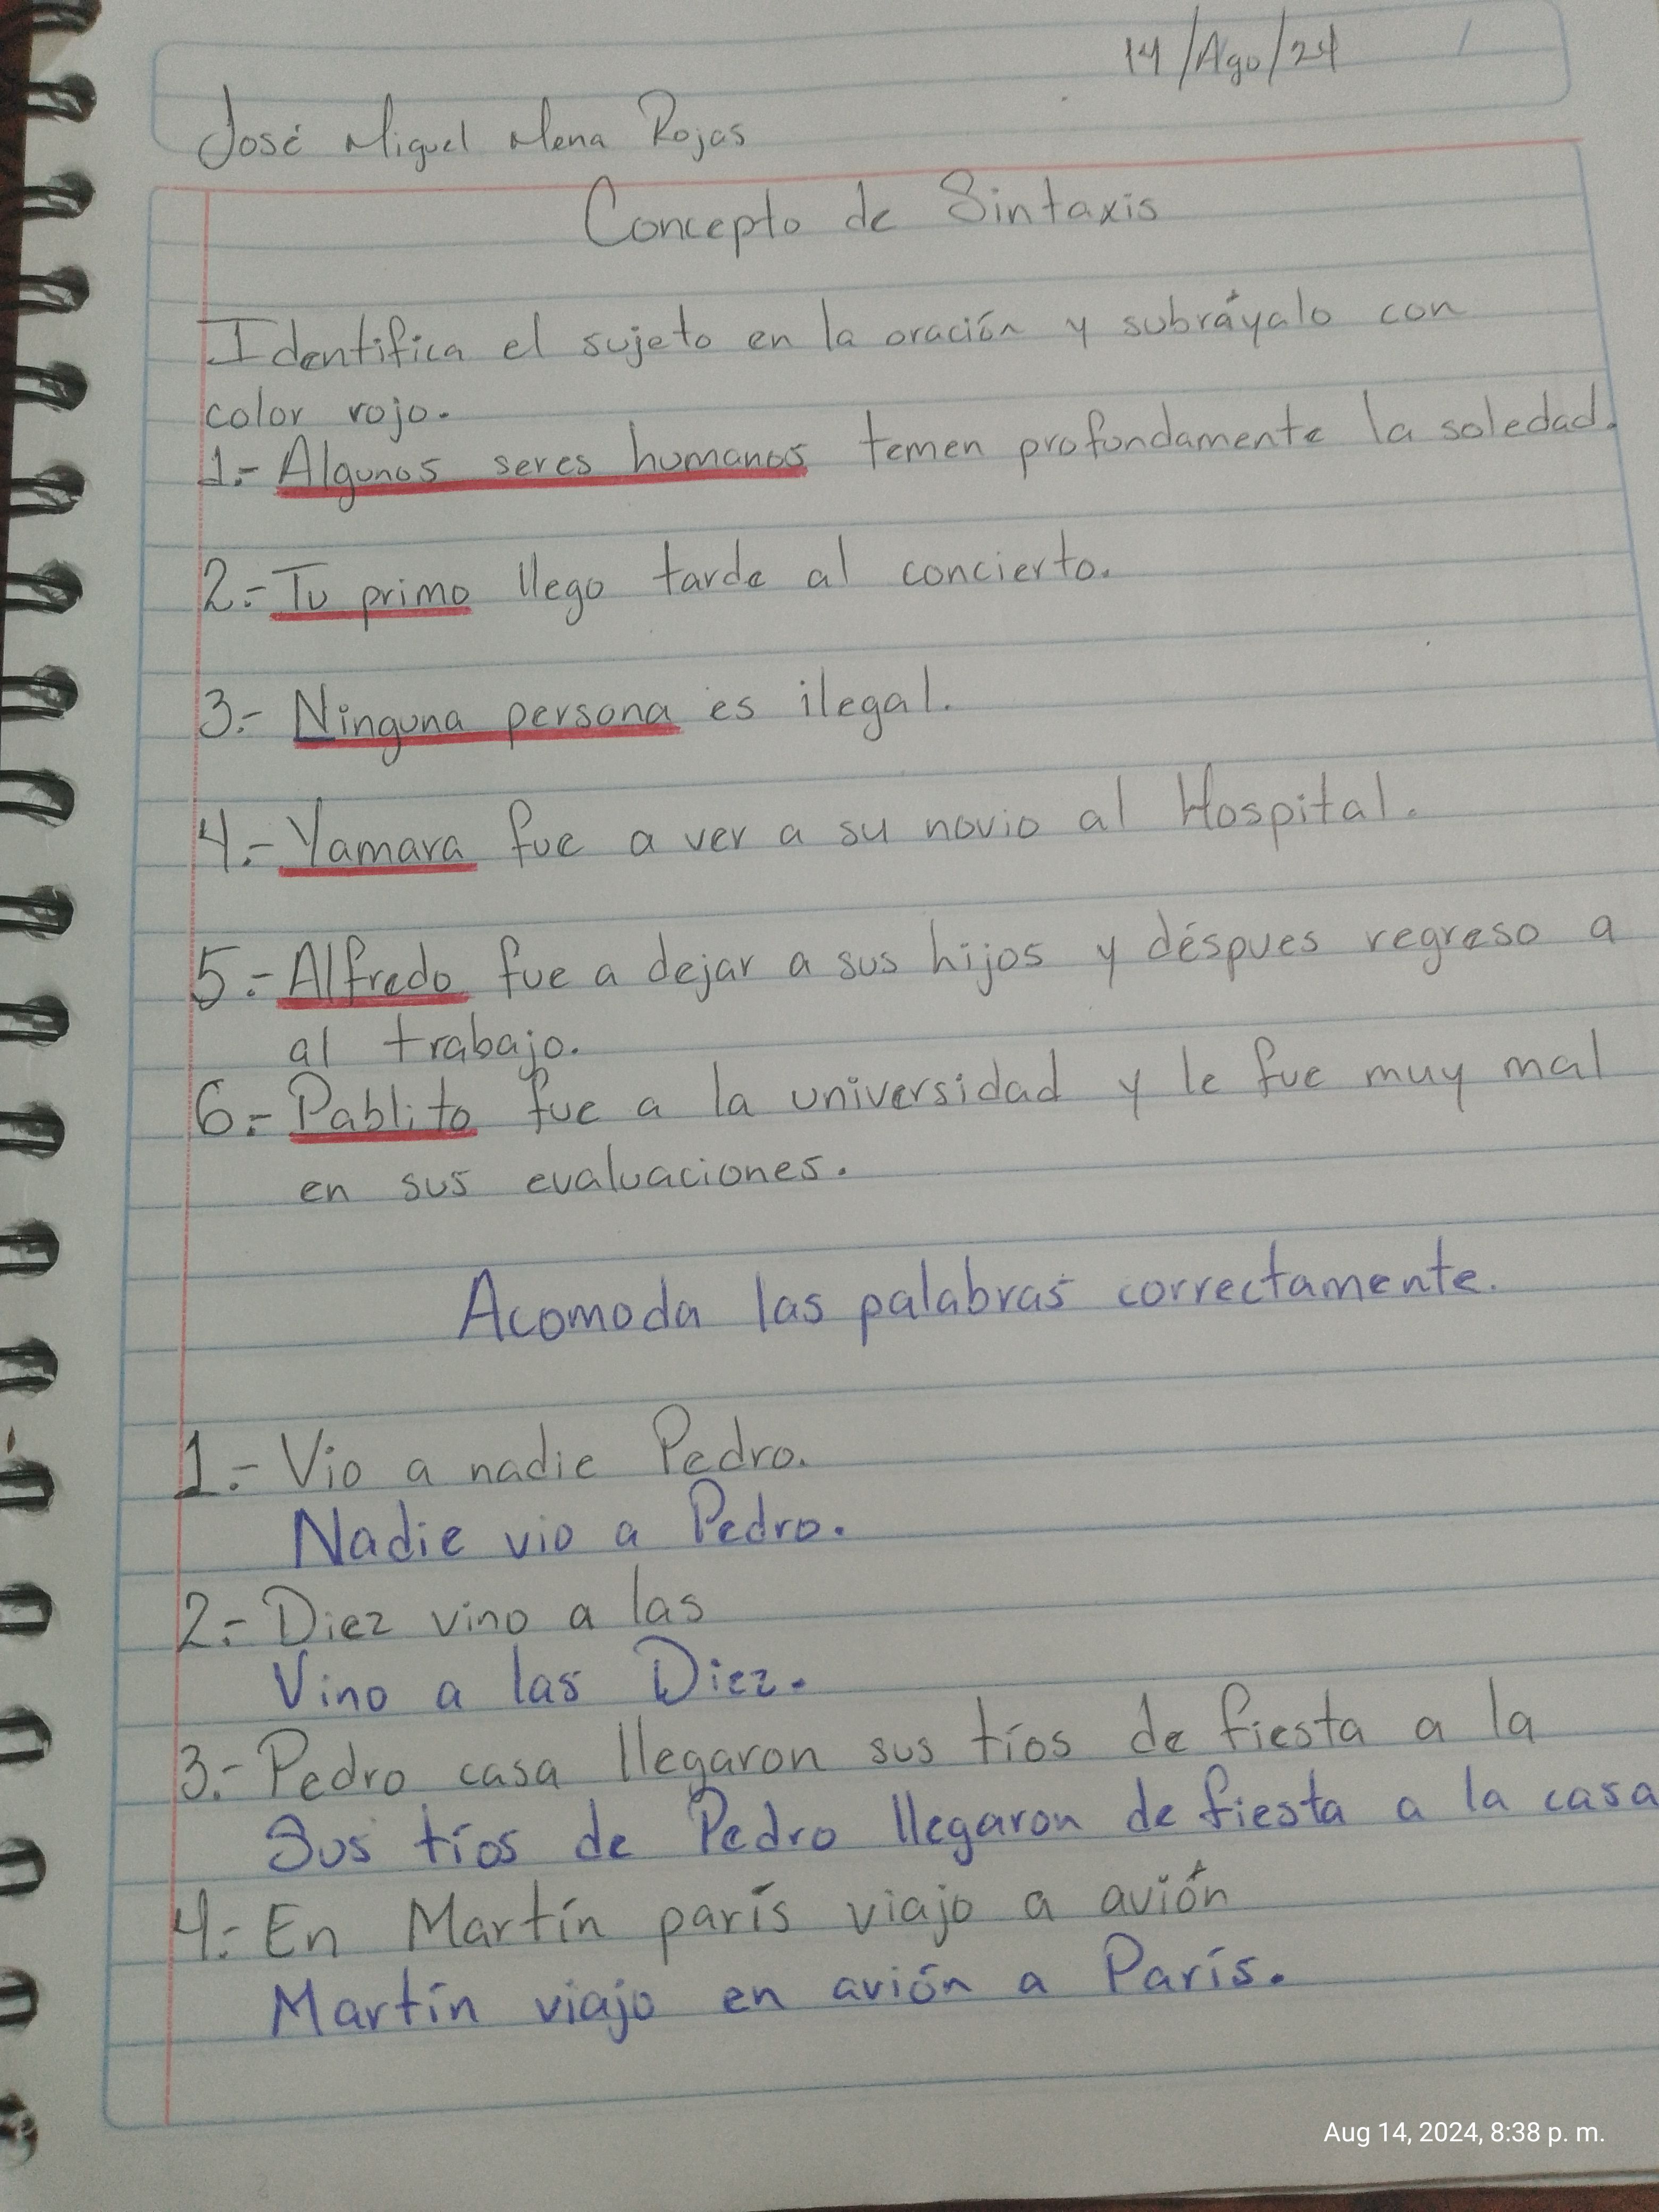 14/Ago/24
José Miguel Mena Rojas
Concepto de Sintaxis
Identifica el sujeto en la oración y subráyalo con
color rojo.
1.- Algunos seres humanos temen profundamente la soledad.
2.- Tu primo llego tarde al concierto.
3.- Ninguna persona es ilegal.
4.- Yamara fue a ver a su novio al Hospital.
5.- Alfredo fue a dejar a sus hijos y déspues regreso a
al trabajo.
6.- Pablito fue a la universidad y le fue muy mal
en sus evaluaciones.
Acomoda las palabras correctamente.
1.- Vio a nadie Pedro.
Nadie vio a Pedro.
2.- Diez vino a las
Vino a las Diez.
3.- Pedro casa llegaron sus tíos de fiesta a la
Sus tíos de Pedro llegaron de fiesta a la casa
4.- En Martín parís viajo a avión
Martín viajo en avión a París.
Aug 14, 2024, 8:38 p. m.